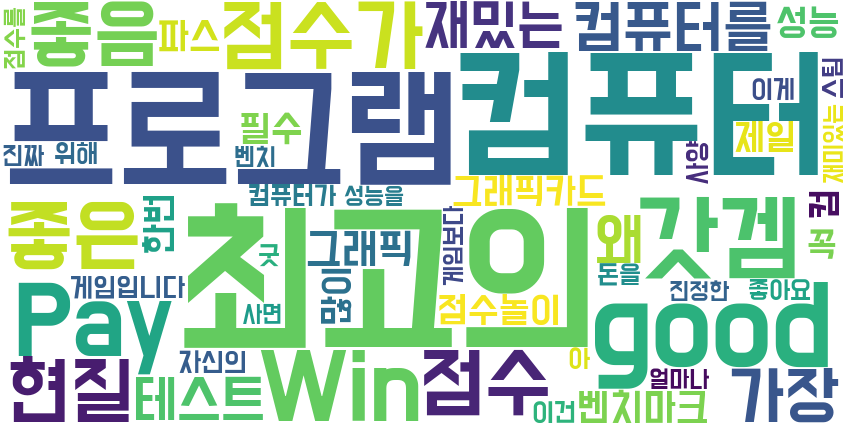 점수를
좋음
파스
점수가
재밌는
컴퓨터를
성능
프로그램
컴퓨터
이게
스팀
필수
사양
제일
재미있는
진짜
위해
벤치
컴퓨터가
성능을
그래픽카드
좋은
한번
최고의
굿
그래픽
게임보다
왜
갓겜
컴
꼭
게임입니다
많이
돈을
진정한
좋아요
Pay
사면
점수놀이
good
현질
자신의
테스트
Win
점수
아
얼마나
이건
벤치마크
가장